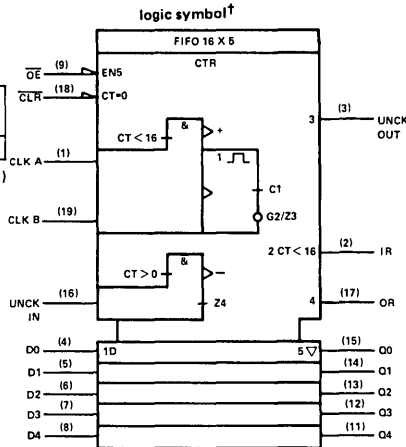 logic symbol†
FIFO 16 X 5
CTR
OE (9) EN5
CLR (18) CT=0
(3)
3 UNCK OUT
& +
CT<16
1
CLK A (1)
C1
CLK B (19)
G2/Z3
2 CT<16 (2) IR
&
CT>0 −
UNCK IN (16)
Z4
4 (17) OR
D0 (4) 1D 5 ▽ (15) Q0
D1 (5) (14) Q1
D2 (6) (13) Q2
D3 (7) (12) Q3
D4 (8) (11) Q4
)